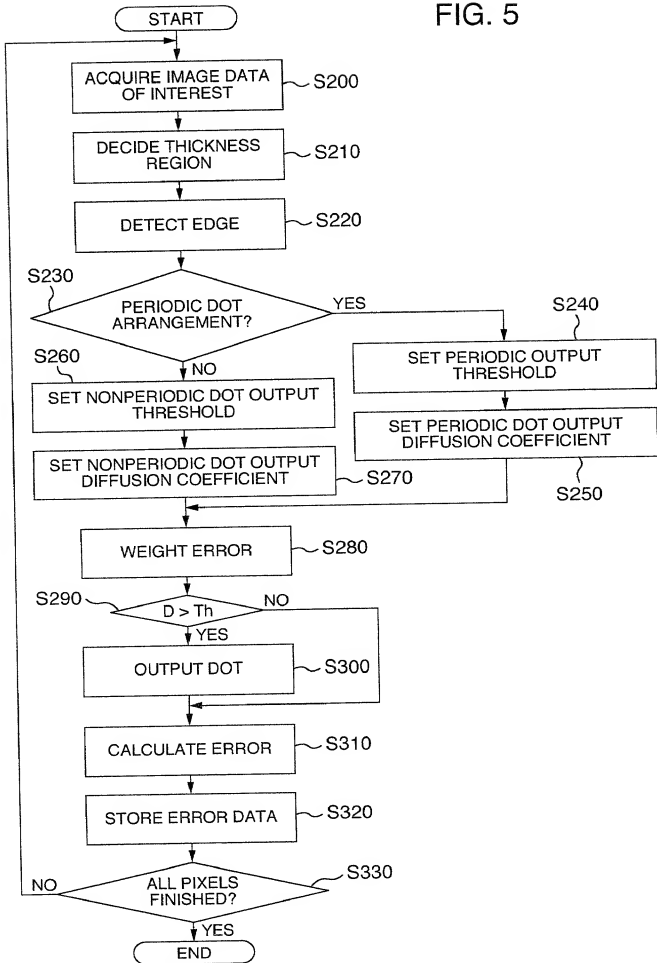 FIG. 5
START
ACQUIRE IMAGE DATA
OF INTEREST
S200
DECIDE THICKNESS
REGION
S210
DETECT EDGE
S220
S230
PERIODIC DOT
ARRANGEMENT?
YES
NO
S240
SET PERIODIC OUTPUT
THRESHOLD
SET PERIODIC DOT OUTPUT
DIFFUSION COEFFICIENT
S250
S260
SET NONPERIODIC DOT OUTPUT
THRESHOLD
SET NONPERIODIC DOT OUTPUT
DIFFUSION COEFFICIENT
S270
WEIGHT ERROR
S280
S290
D > Th
NO
YES
OUTPUT DOT
S300
CALCULATE ERROR
S310
STORE ERROR DATA
S320
ALL PIXELS
FINISHED?
S330
NO
YES
END